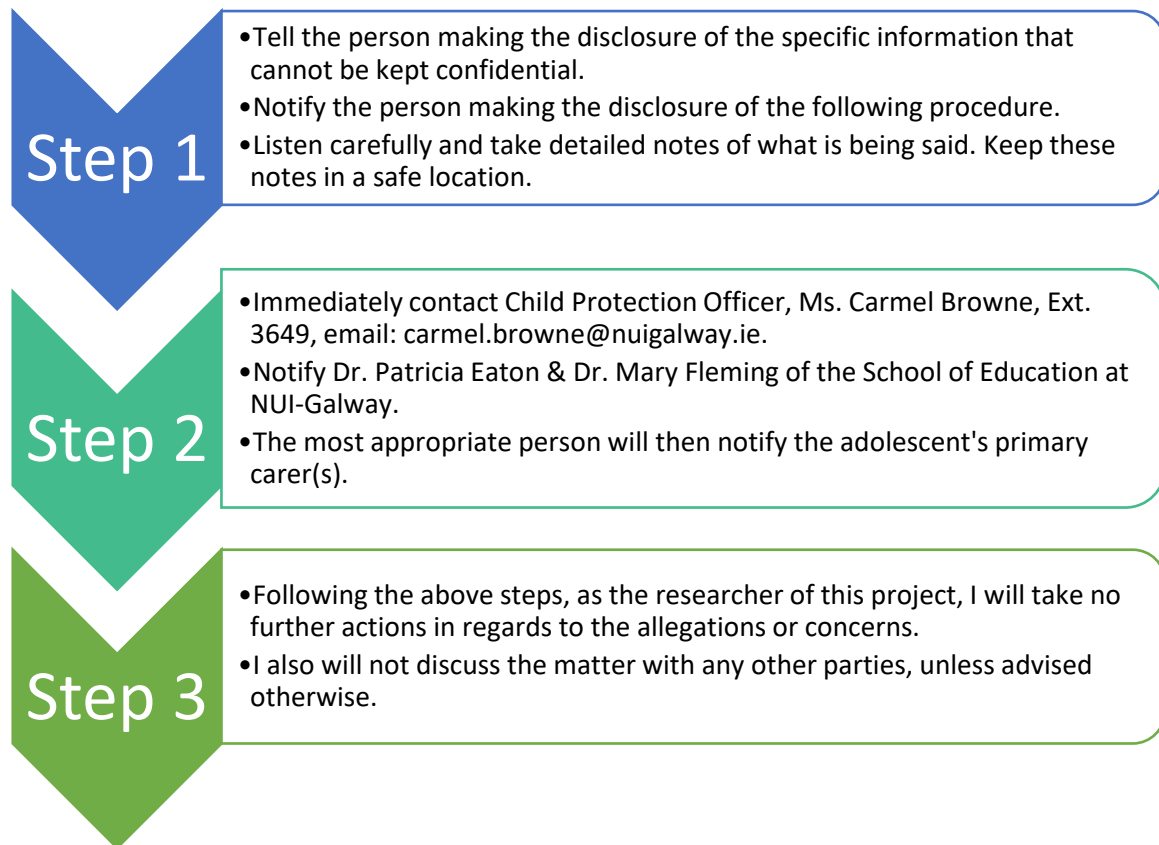 Step 1
•Tell the person making the disclosure of the specific information that
cannot be kept confidential.
•Notify the person making the disclosure of the following procedure.
•Listen carefully and take detailed notes of what is being said. Keep these
notes in a safe location.
Step 2
•Immediately contact Child Protection Officer, Ms. Carmel Browne, Ext.
3649, email: carmel.browne@nuigalway.ie.
•Notify Dr. Patricia Eaton & Dr. Mary Fleming of the School of Education at
NUI-Galway.
•The most appropriate person will then notify the adolescent's primary
carer(s).
Step 3
•Following the above steps, as the researcher of this project, I will take no
further actions in regards to the allegations or concerns.
•I also will not discuss the matter with any other parties, unless advised
otherwise.